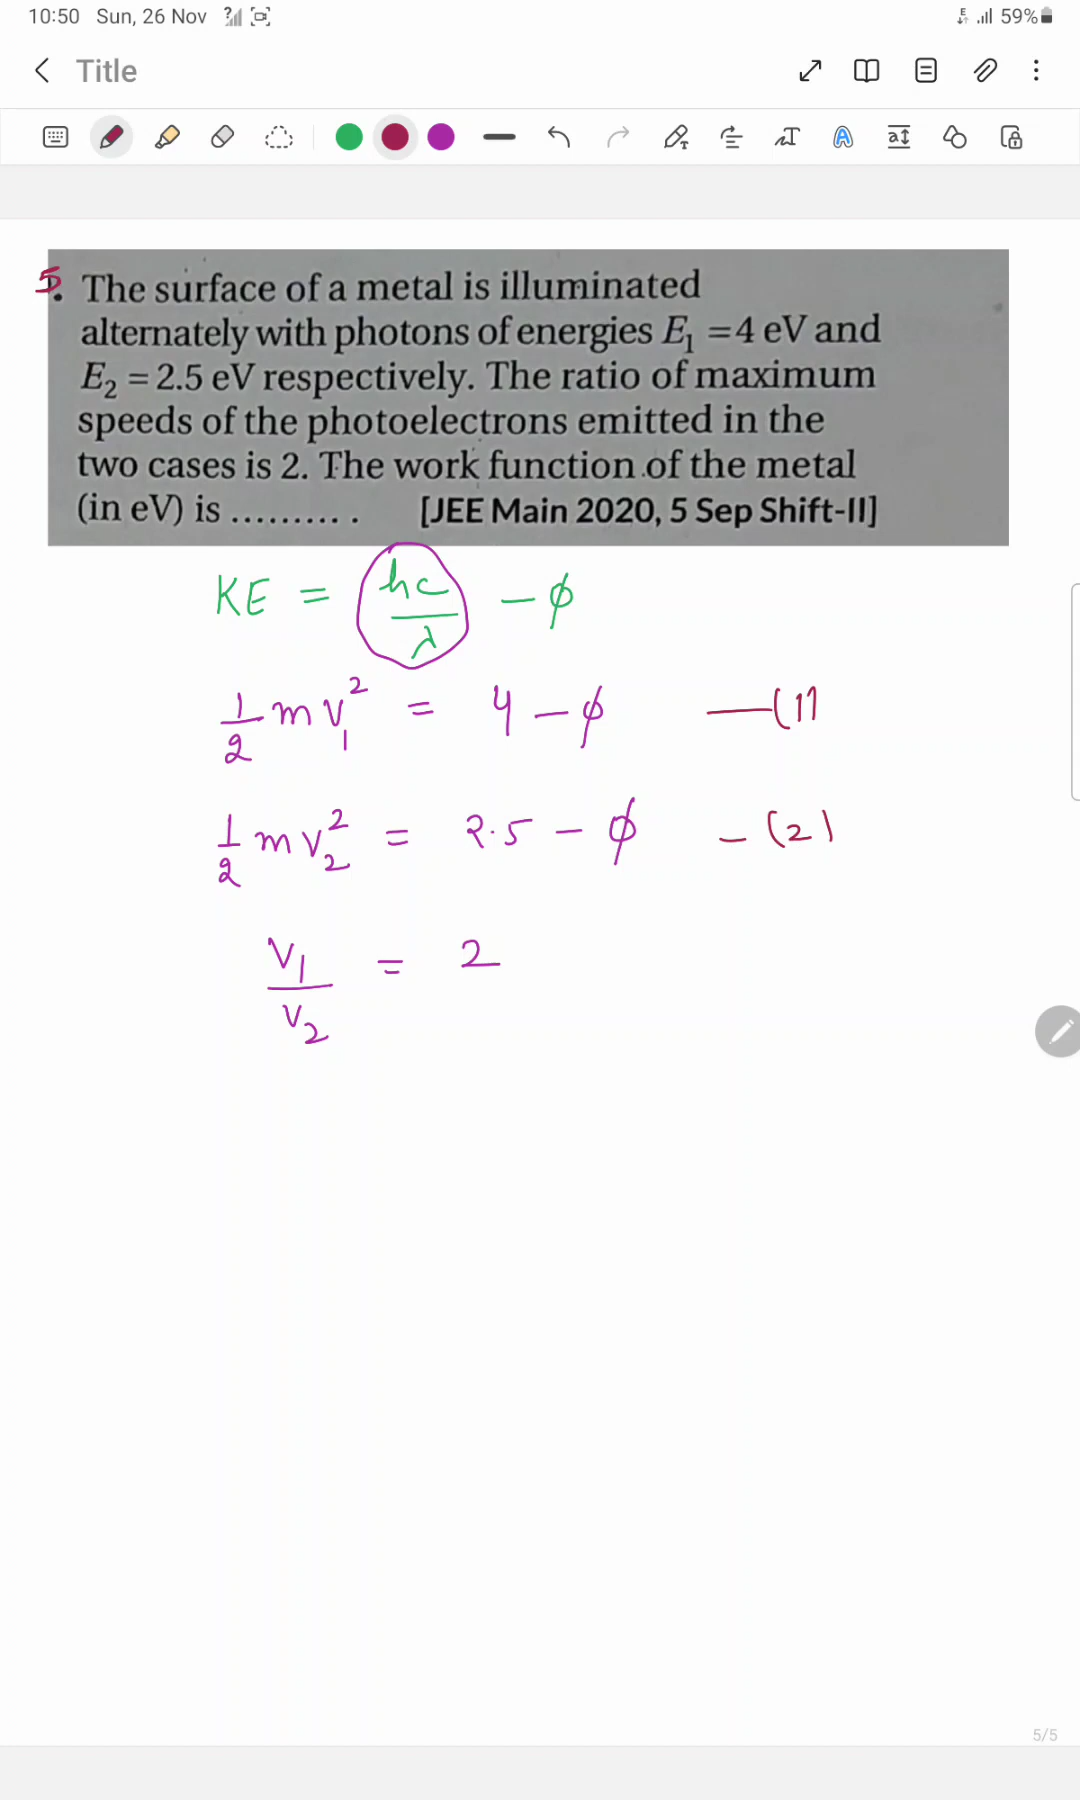 10:50 Sun, 26 Nov 59%
Title
5. The surface of a metal is illuminated
alternately with photons of energies E₁ = 4 eV and
E₂ = 2.5 eV respectively. The ratio of maximum
speeds of the photoelectrons emitted in the
two cases is 2. The work function of the metal
(in eV) is .......... [JEE Main 2020, 5 Sep Shift-II]
KE = hc/λ − ϕ
1/2 mv₁² = 4 − ϕ —(1)
1/2 mv₂² = 2.5 − ϕ −(2)
v₁/v₂ = 2
5/5